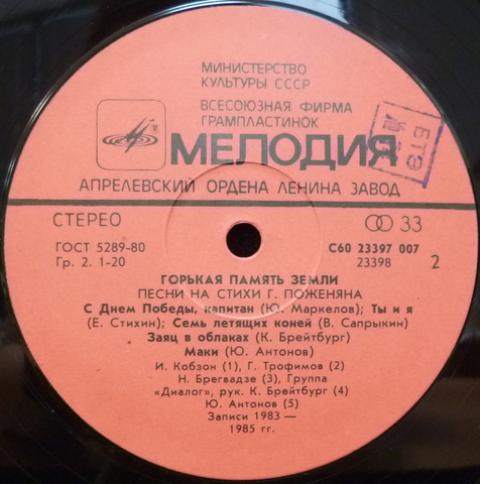 МИНИСТЕРСТВО
КУЛЬТУРЫ СССР
ВСЕСОЮЗНАЯ ФИРМА
ГРАМПЛАСТИНОК
МЕЛОДИЯ
БТЭ
АПРЕЛЕВСКИЙ ОРДЕНА ЛЕНИНА ЗАВОД
СТЕРЕО 33
ГОСТ 5289-80 С60 23397 007
Гр. 2. 1-20 23398 2
ГОРЬКАЯ ПАМЯТЬ ЗЕМЛИ
ПЕСНИ НА СТИХИ Г. ПОЖЕНЯНА
С Днем Победы, капитан (Ю. Маркелов); Ты и я
(Е. Стихин); Семь летящих коней (В. Сапрыкин)
Заяц в облаках (К. Брейтбург)
Маки (Ю. Антонов)
И. Кобзон (1), Г. Трофимов (2)
Н. Брегвадзе (3), Группа
«Диалог», рук. К. Брейтбург (4)
Ю. Антонов (5)
Записи 1983 —
1985 гг.